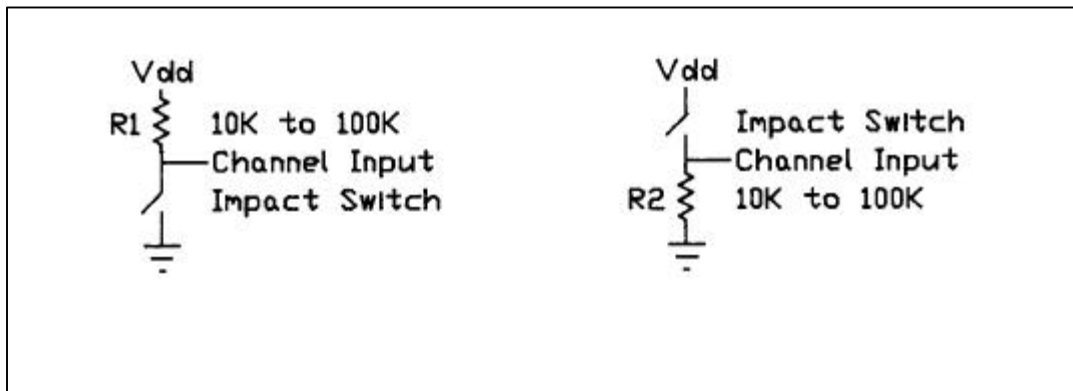 Vdd
R1 10K to 100K
Channel Input
Impact Switch
Vdd
Impact Switch
Channel Input
R2 10K to 100K